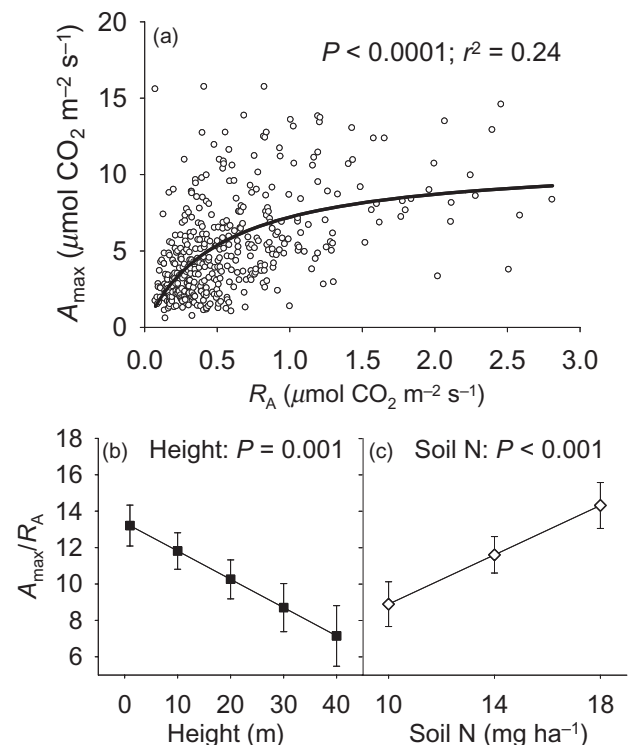 (a)
P < 0.0001; r² = 0.24
20
15
10
5
0
A_max (μmol CO₂ m⁻² s⁻¹)
0.0 0.5 1.0 1.5 2.0 2.5 3.0
R_A (μmol CO₂ m⁻² s⁻¹)
(b) Height: P = 0.001
(c) Soil N: P < 0.001
18
16
14
12
10
8
6
A_max/R_A
0 10 20 30 40
10 14 18
Height (m)
Soil N (mg ha⁻¹)